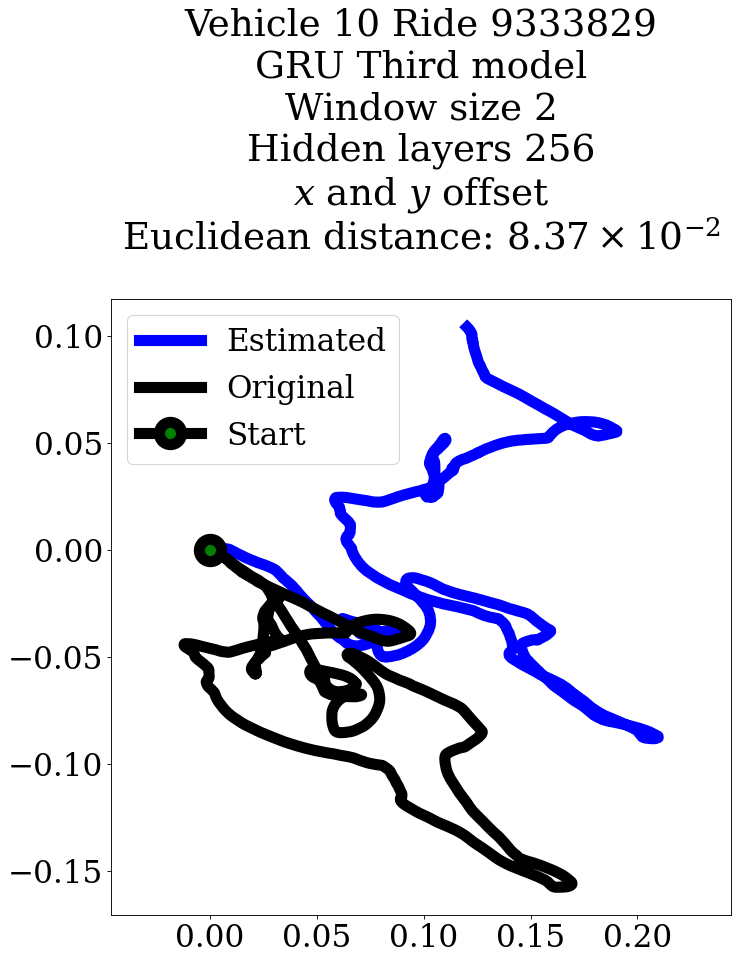 Vehicle 10 Ride 9333829
GRU Third model
Window size 2
Hidden layers 256
x and y offset
Euclidean distance: 8.37 × 10⁻²
Estimated
Original
Start
0.10
0.05
0.00
−0.05
−0.10
−0.15
0.00 0.05 0.10 0.15 0.20